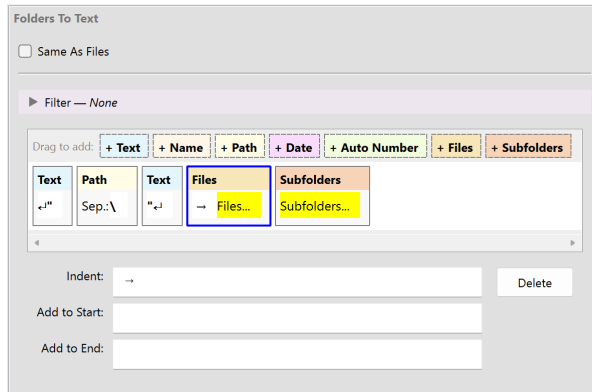 Folders To Text
Same As Files
Filter — None
Drag to add: + Text + Name + Path + Date + Auto Number + Files + Subfolders
Text Path Text Files Subfolders
↵" Sep.:\ "↵ → Files... Subfolders...
Indent: → Delete
Add to Start:
Add to End: